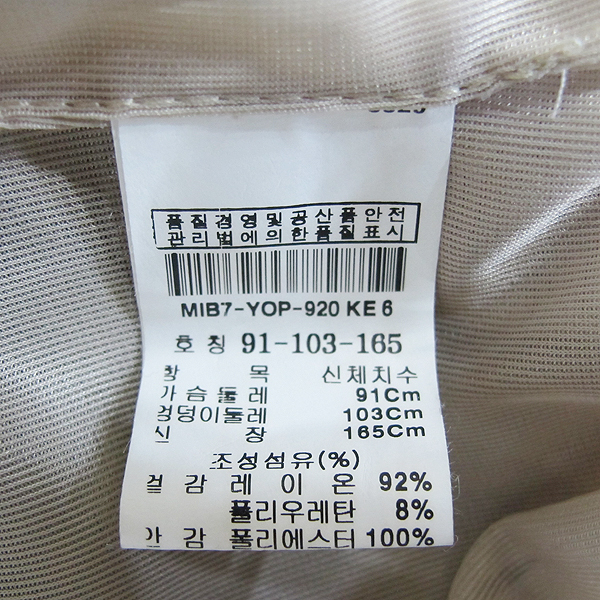 품질경영및공산품안전
관리법에의한품질표시
MIB7-YOP-920 KE 6
호 칭 91-103-165
항 목 신체치수
가슴둘레 91Cm
엉덩이둘레 103Cm
신 장 165Cm
조성섬유(%)
겉 감 레 이 온 92%
폴리우레탄 8%
안 감 폴리에스터 100%